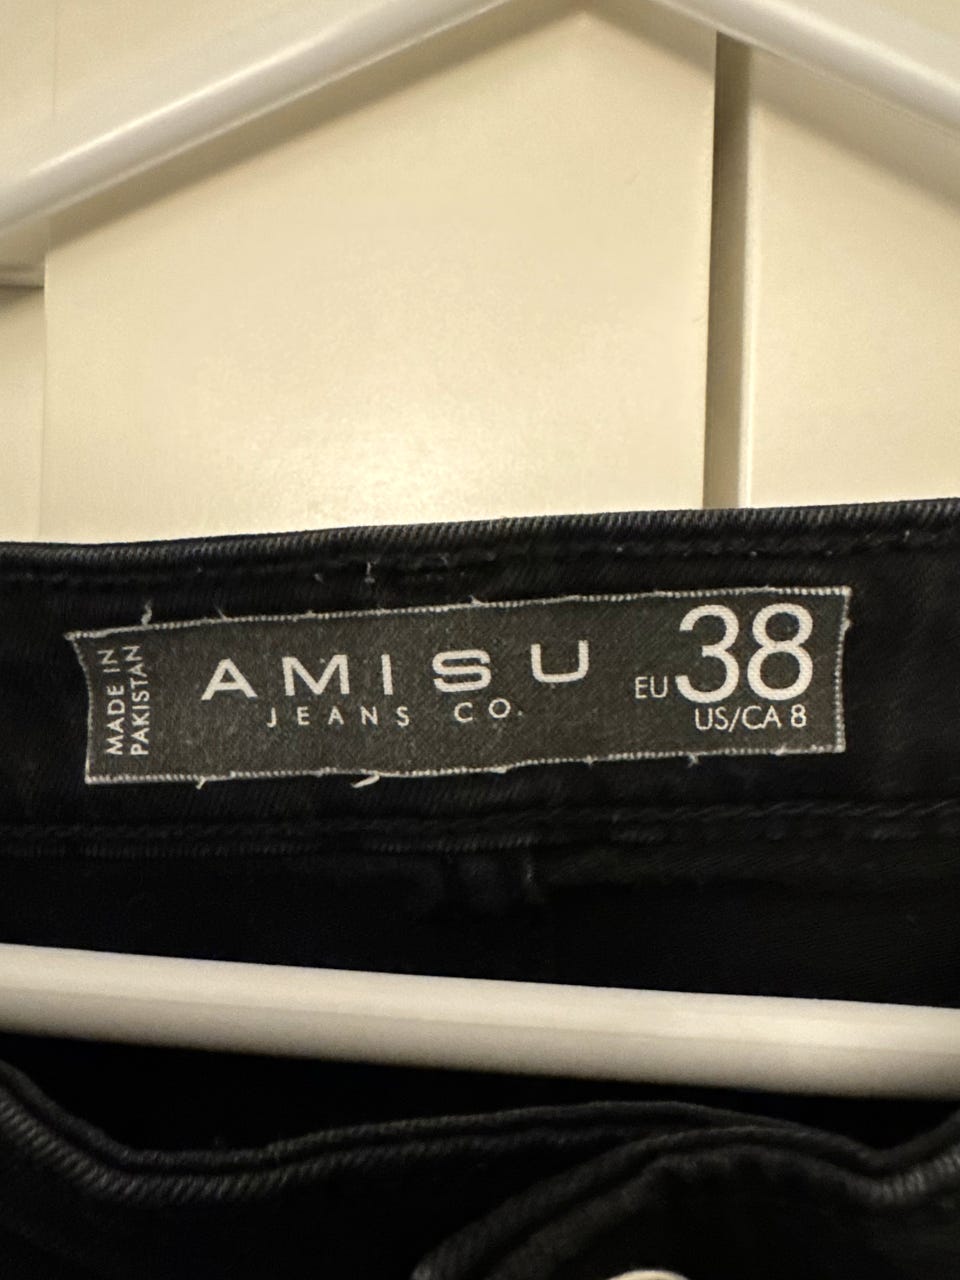 MADE IN
PAKISTAN
AMISU
JEANS CO.
EU 38
US/CA 8